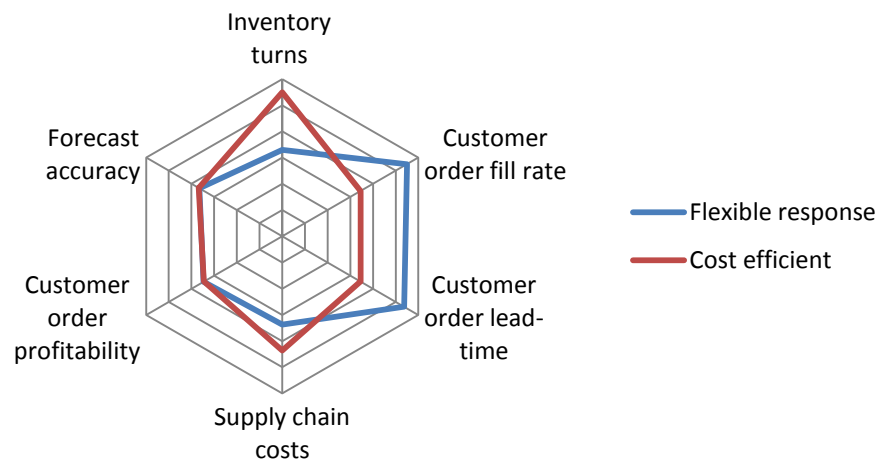 Inventory
turns
Customer
order fill rate
Customer
order lead-
time
Supply chain
costs
Customer
order
profitability
Forecast
accuracy
Flexible response
Cost efficient